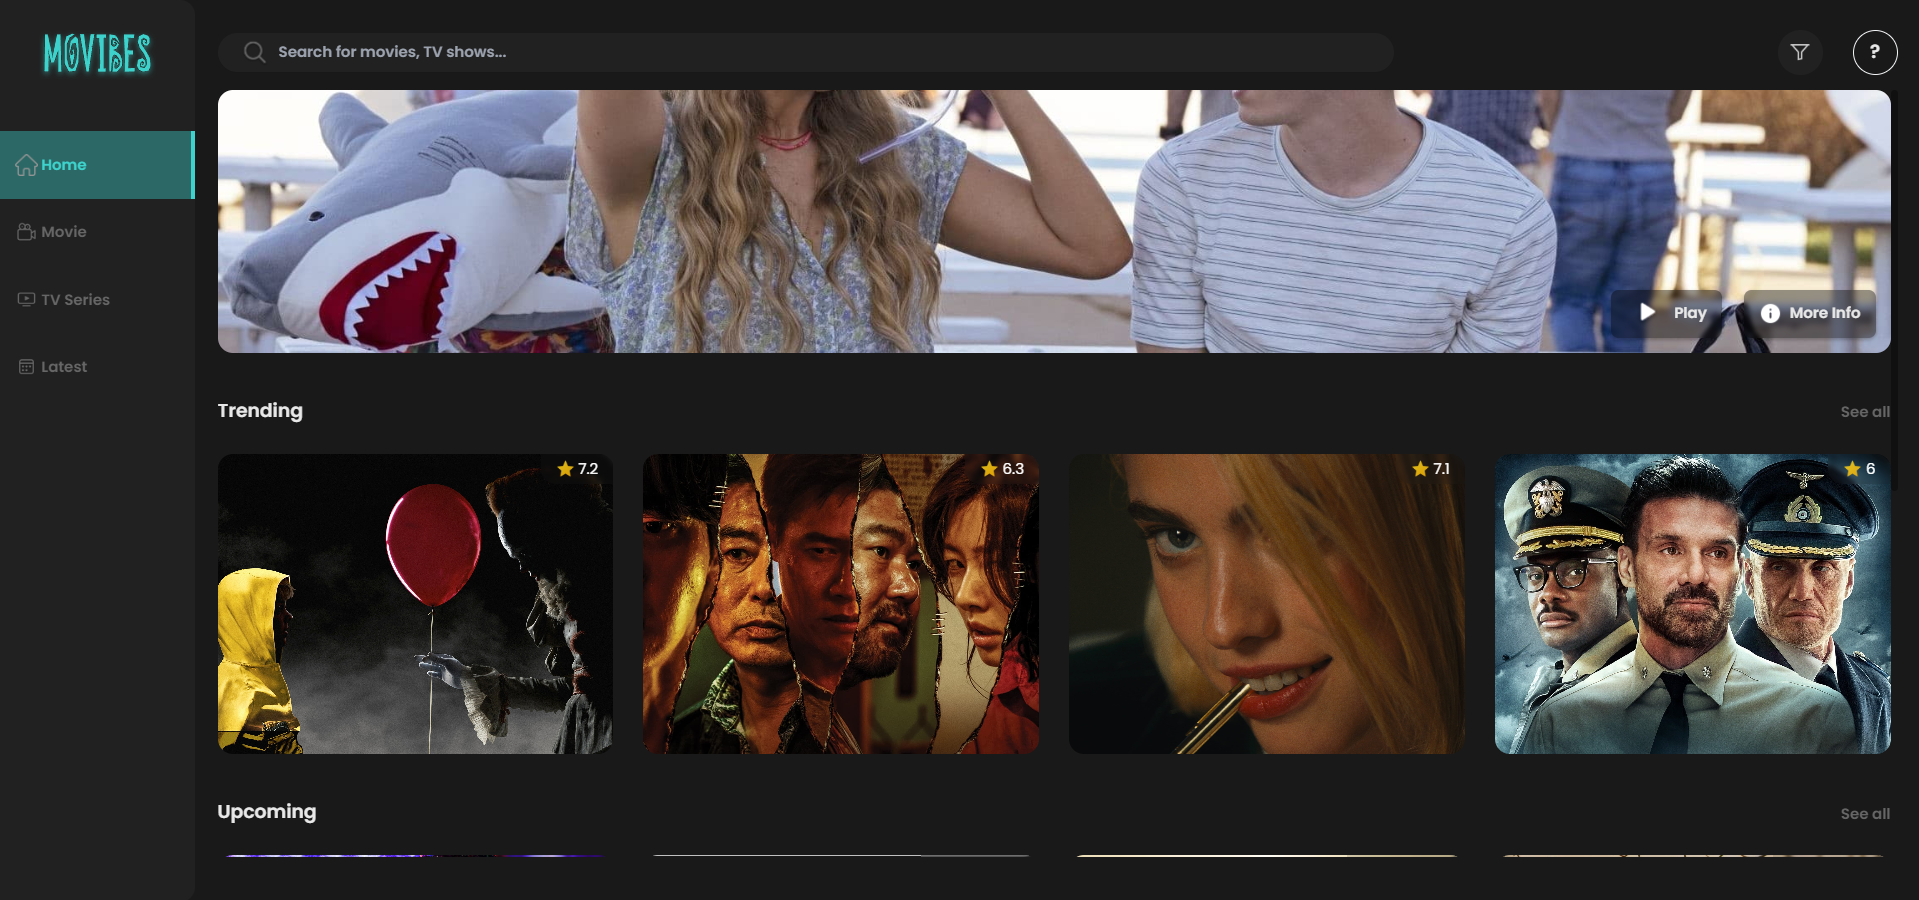 MOVIBES
Search for movies, TV shows...
?
Home
Movie
TV Series
Latest
Play
More Info
Trending
See all
7.2
6.3
7.1
6
Upcoming
See all